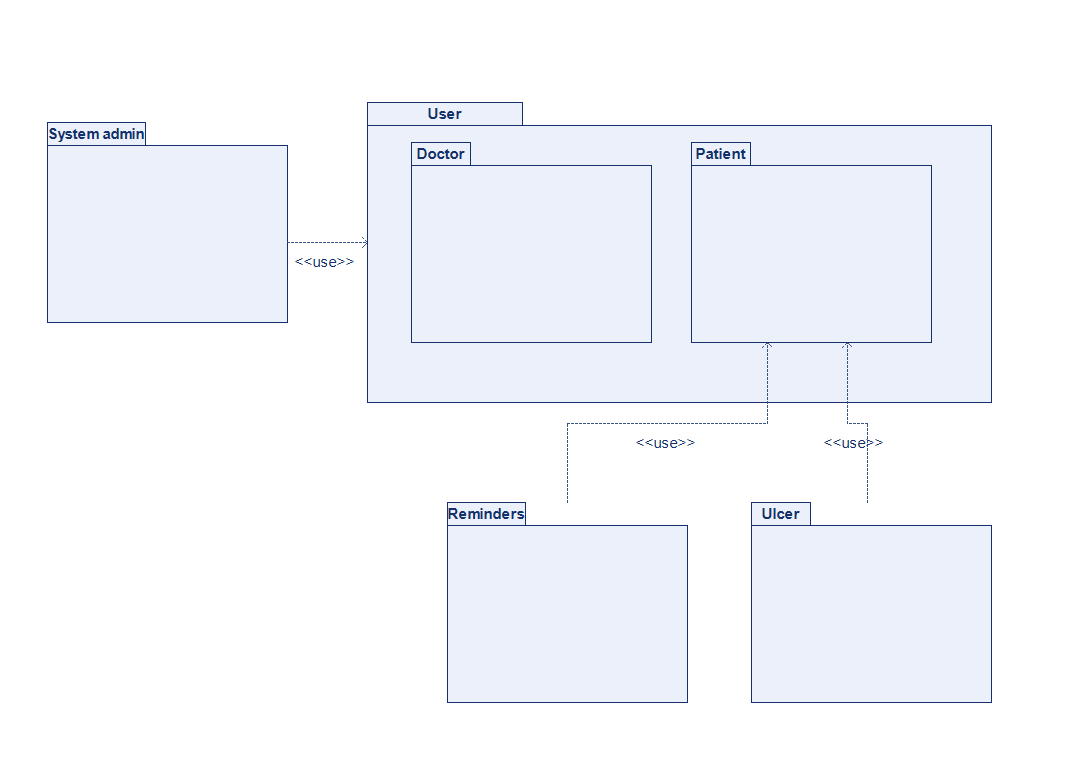 User
System admin
Doctor
Patient
<<use>>
<<use>>
<<use>>
Reminders
Ulcer